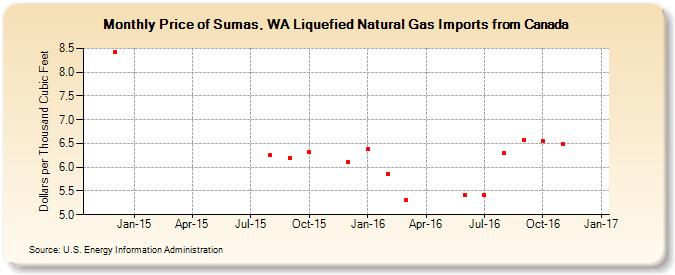 Monthly Price of Sumas, WA Liquefied Natural Gas Imports from Canada
Dollars per Thousand Cubic Feet
8.5
8.0
7.5
7.0
6.5
6.0
5.5
5.0
Jan-15 Apr-15 Jul-15 Oct-15 Jan-16 Apr-16 Jul-16 Oct-16 Jan-17
Source: U.S. Energy Information Administration